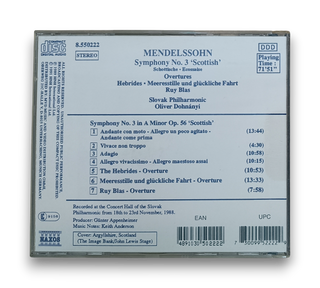 COMPACT disc DIGITAL AUDIO
8.550222
STEREO
DDD
Playing Time: 71'51"
MENDELSSOHN
Symphony No. 3 'Scottish'
Schottische • Ecossaise
Overtures
Hebrides • Meeresstille und glückliche Fahrt
Ruy Blas
Slovak Philharmonic
Oliver Dohnányi
Symphony No. 3 in A Minor Op. 56 'Scottish'
1 Andante con moto - Allegro un poco agitato - (13:44)
Andante come prima
2 Vivace non troppo (4:30)
3 Adagio (10:58)
4 Allegro vivacissimo - Allegro maestoso assai (10:15)
5 The Hebrides - Overture (10:53)
6 Meeresstille und glückliche Fahrt - Overture (13:33)
7 Ruy Blas - Overture (7:58)
Recorded at the Concert Hall of the Slovak
Philharmonic from 18th to 23rd November, 1988.
Producer: Günter Appenheimer
Music Notes: Keith Anderson
Cover: Argyllshire, Scotland
(The Image Bank/John Lewis Stage)
EAN
UPC
NAXOS